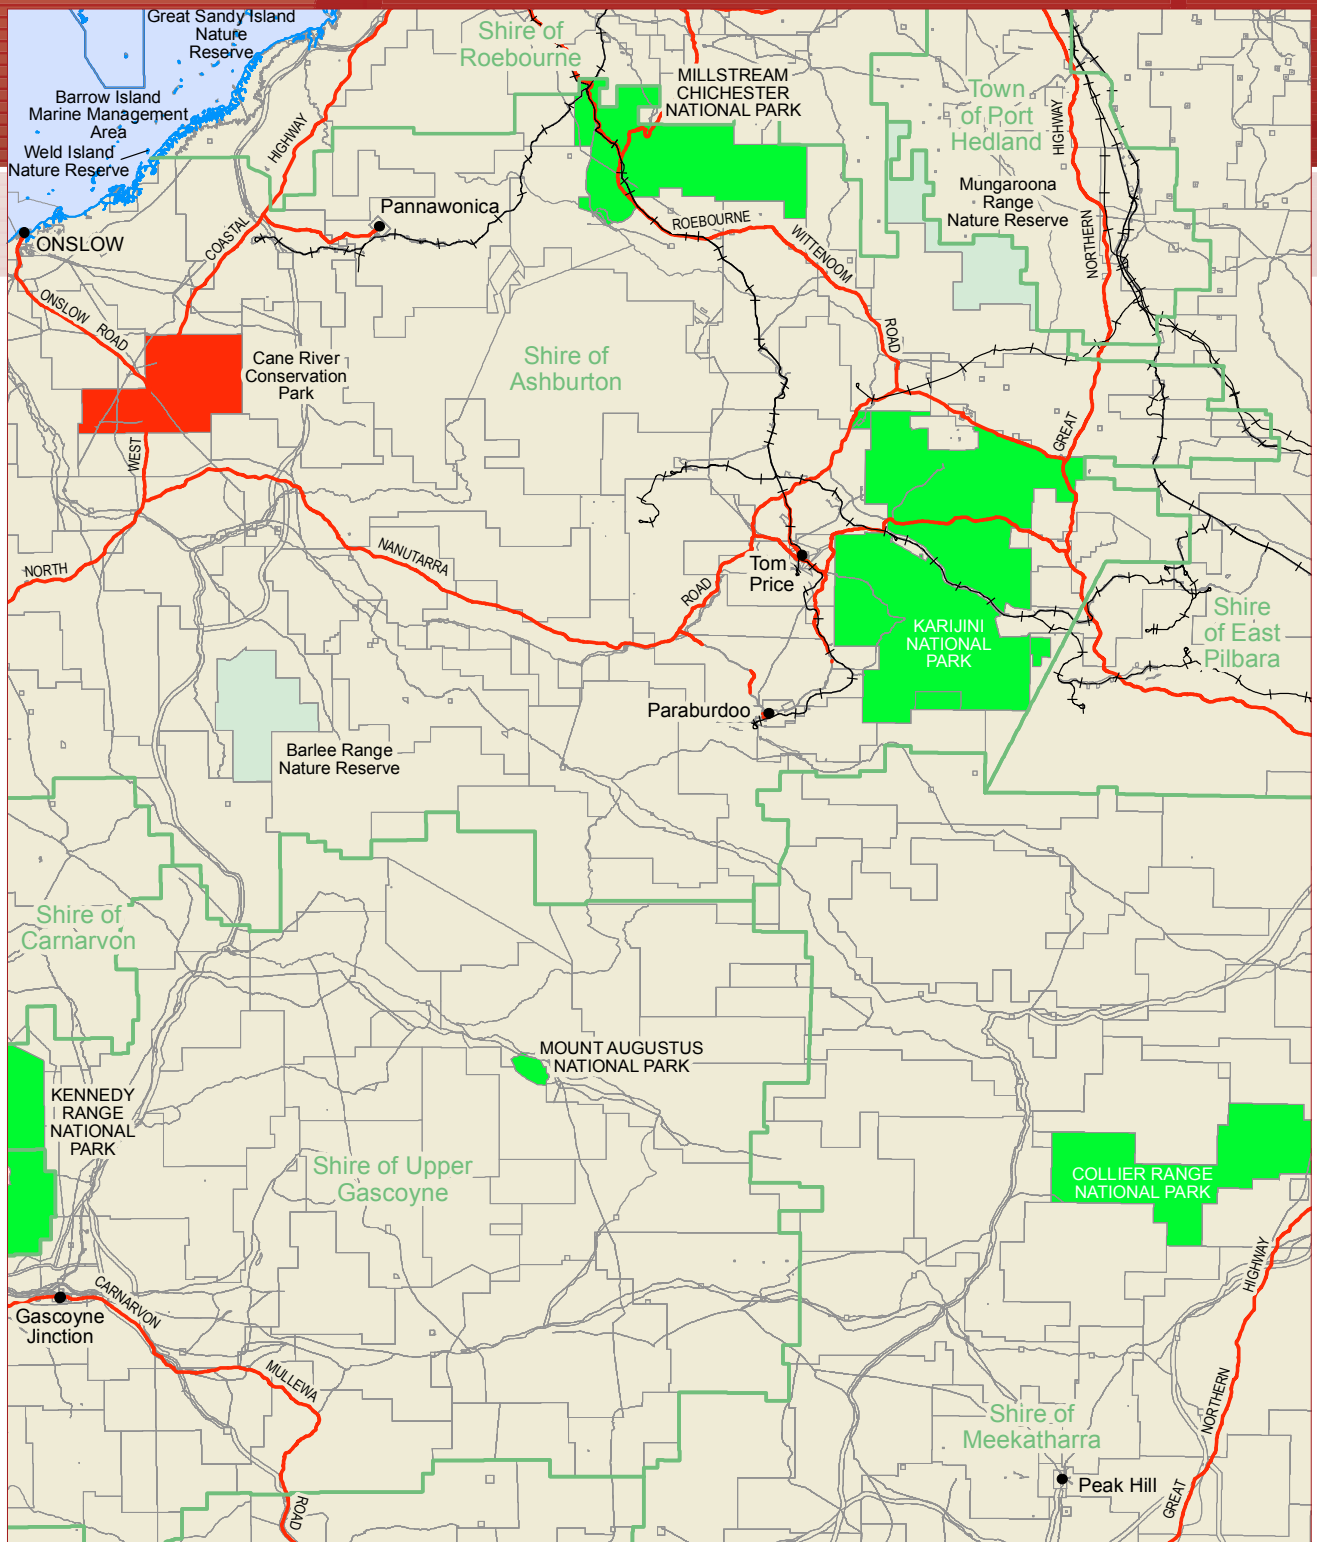 Great Sandy Island
Nature
Reserve
Shire of
Roebourne
Barrow Island
Marine Management
Area
Weld Island
Nature Reserve
MILLSTREAM
CHICHESTER
NATIONAL PARK
Town
of Port
Hedland
HIGHWAY
HIGHWAY
Mungaroona
Range
Nature Reserve
Pannawonica
ROEBOURNE
WITTENOOM
ROAD
ONSLOW
COASTAL
NORTHERN
ONSLOW ROAD
Cane River
Conservation
Park
Shire of
Ashburton
WEST
GREAT
NORTH
NANUTARRA
ROAD
Tom
Price
KARIJINI
NATIONAL
PARK
Shire
of East
Pilbara
Paraburdoo
Barlee Range
Nature Reserve
Shire of
Carnarvon
MOUNT AUGUSTUS
NATIONAL PARK
KENNEDY
RANGE
NATIONAL
PARK
Shire of Upper
Gascoyne
COLLIER RANGE
NATIONAL PARK
HIGHWAY
CARNARVON
Gascoyne
Jinction
MULLEWA
ROAD
Shire of
Meekatharra
NORTHERN
Peak Hill
GREAT